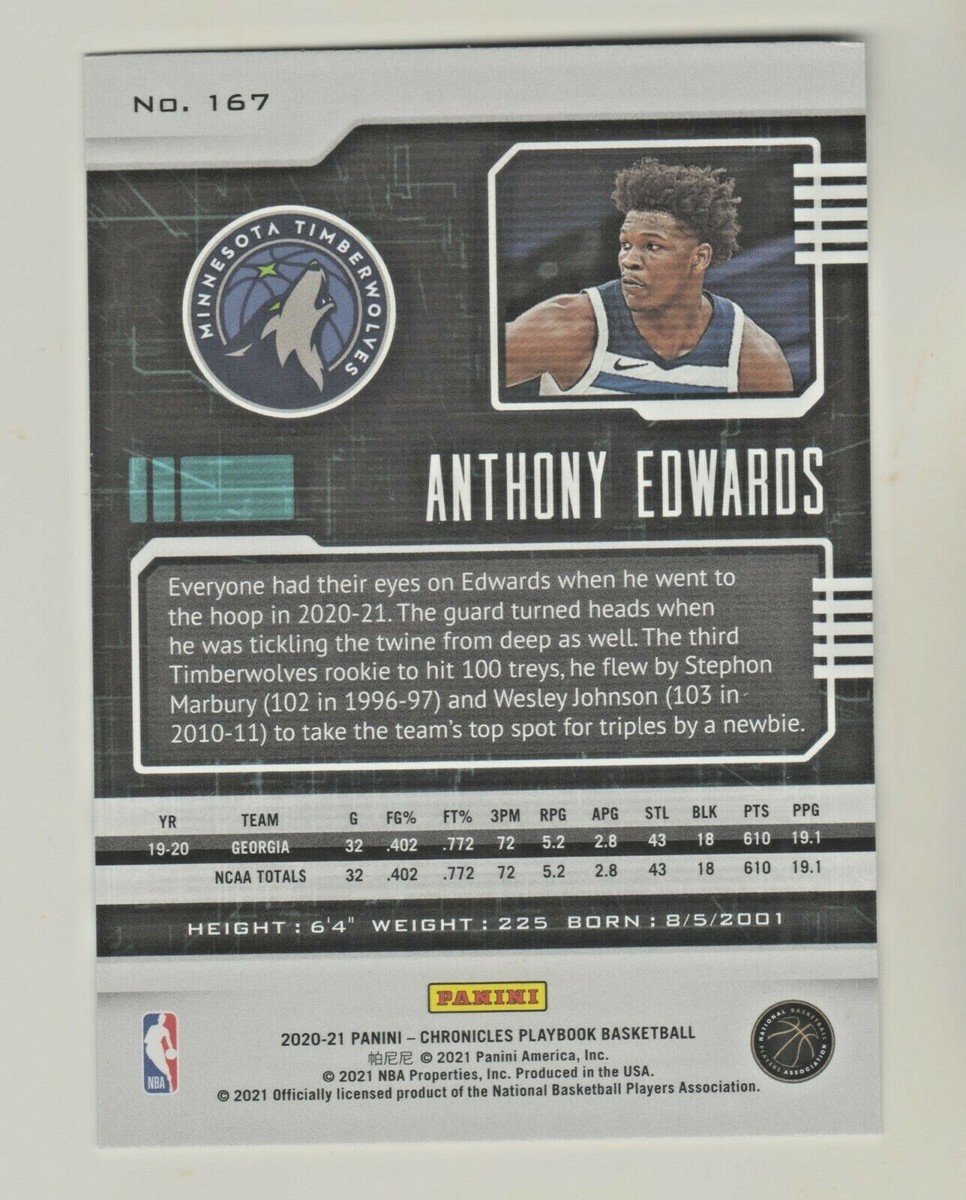 No. 167
MINNESOTA TIMBERWOLVES
ANTHONY EDWARDS
Everyone had their eyes on Edwards when he went to
the hoop in 2020-21. The guard turned heads when
he was tickling the twine from deep as well. The third
Timberwolves rookie to hit 100 treys, he flew by Stephon
Marbury (102 in 1996-97) and Wesley Johnson (103 in
2010-11) to take the team's top spot for triples by a newbie.
YR TEAM G FG% FT% 3PM RPG APG STL BLK PTS PPG
19-20 GEORGIA 32 .402 .772 72 5.2 2.8 43 18 610 19.1
NCAA TOTALS 32 .402 .772 72 5.2 2.8 43 18 610 19.1
HEIGHT : 6'4" WEIGHT : 225 BORN : 8/5/2001
PANINI
2020-21 PANINI – CHRONICLES PLAYBOOK BASKETBALL
帕尼尼 © 2021 Panini America, Inc.
© 2021 NBA Properties, Inc. Produced in the USA.
© 2021 Officially licensed product of the National Basketball Players Association.
NBA
NATIONAL BASKETBALL PLAYERS ASSOCIATION